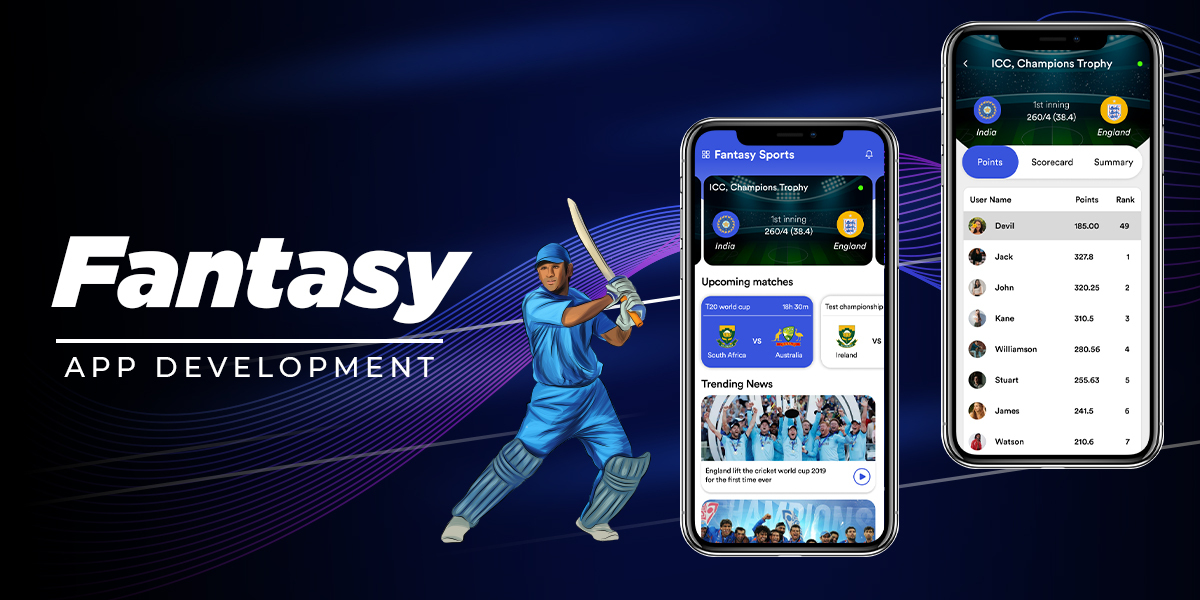 Fantasy
APP DEVELOPMENT
Fantasy Sports
ICC, Champions Trophy
1st inning
260/4 (38.4)
India
England
Upcoming matches
T20 world cup
18h 30m
South Africa
VS
Australia
Test championship
Ireland
VS
Trending News
England lift the cricket world cup 2019
for the first time ever
CHAMPIONS
ICC, Champions Trophy
1st inning
260/4 (38.4)
India
England
Points
Scorecard
Summary
User Name Points Rank
Devil 185.00 49
Jack 327.8 1
John 320.25 2
Kane 310.5 3
Williamson 280.56 4
Stuart 255.63 5
James 241.5 6
Watson 210.6 7